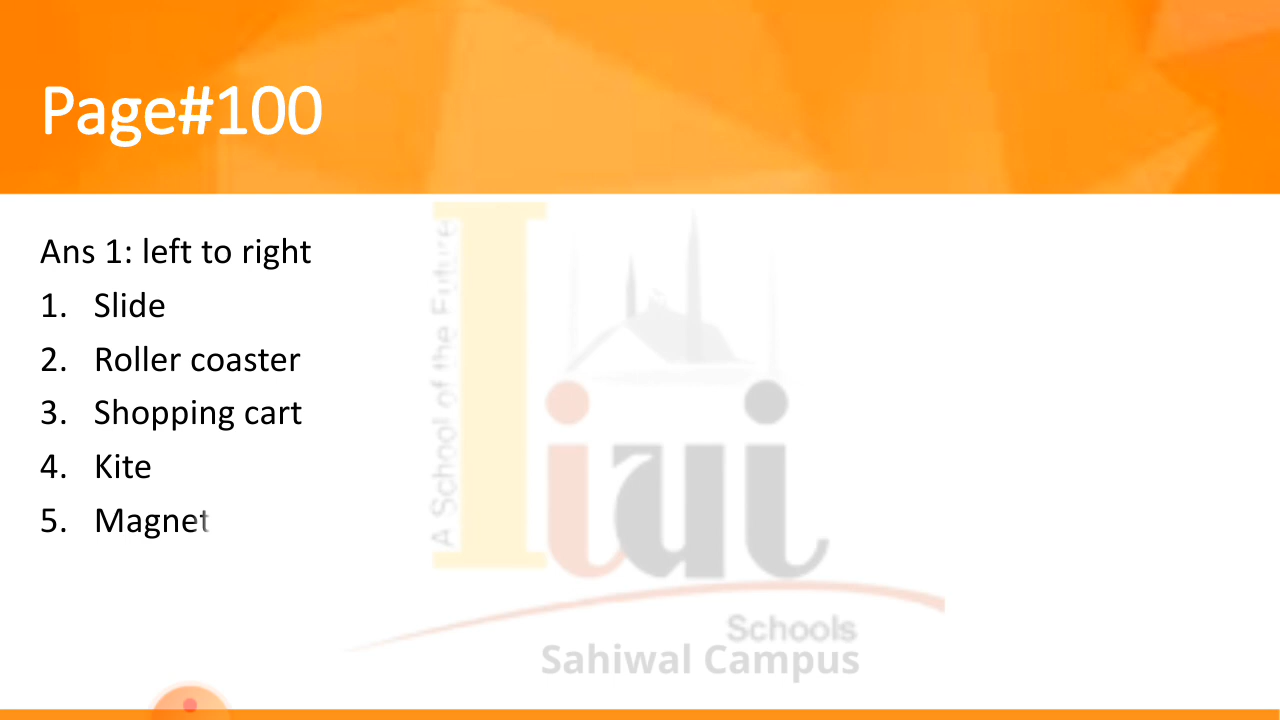 Page#100
Ans 1: left to right
1. Slide
2. Roller coaster
3. Shopping cart
4. Kite
5. Magnet
A School of the Future
Iiui
Schools
Sahiwal Campus